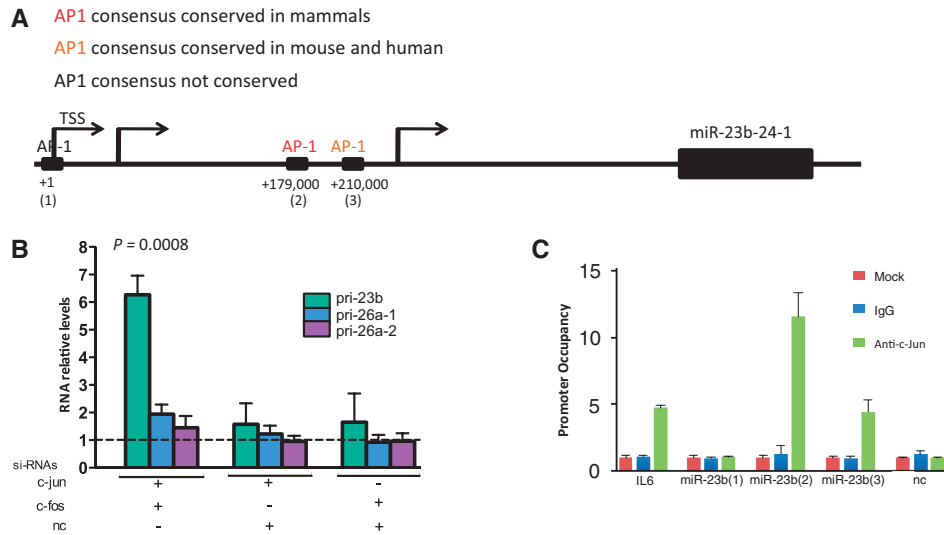 A
AP1 consensus conserved in mammals
AP1 consensus conserved in mouse and human
AP1 consensus not conserved
TSS
AP-1
AP-1
AP-1
miR-23b-24-1
+1
(1)
+179,000
(2)
+210,000
(3)
B
P = 0.0008
RNA relative levels
8
7
6
5
4
3
2
1
0
pri-23b
pri-26a-1
pri-26a-2
si-RNAs
c-jun + + -
c-fos + - +
nc - + +
C
Promoter Occupancy
15
10
5
0
Mock
IgG
Anti-c-Jun
IL6 miR-23b(1) miR-23b(2) miR-23b(3) nc